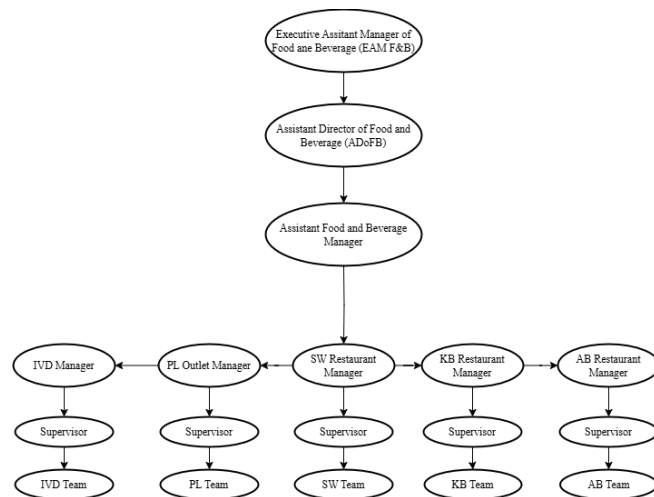 Executive Assitant Manager of
Food ane Beverage (EAM F&B)
Assistant Director of Food and
Beverage (ADoFB)
Assistant Food and Beverage
Manager
IVD Manager
PL Outlet Manager
SW Restaurant
Manager
KB Restaurant
Manager
AB Restaurant
Manager
Supervisor
Supervisor
Supervisor
Supervisor
Supervisor
IVD Team
PL Team
SW Team
KB Team
AB Team